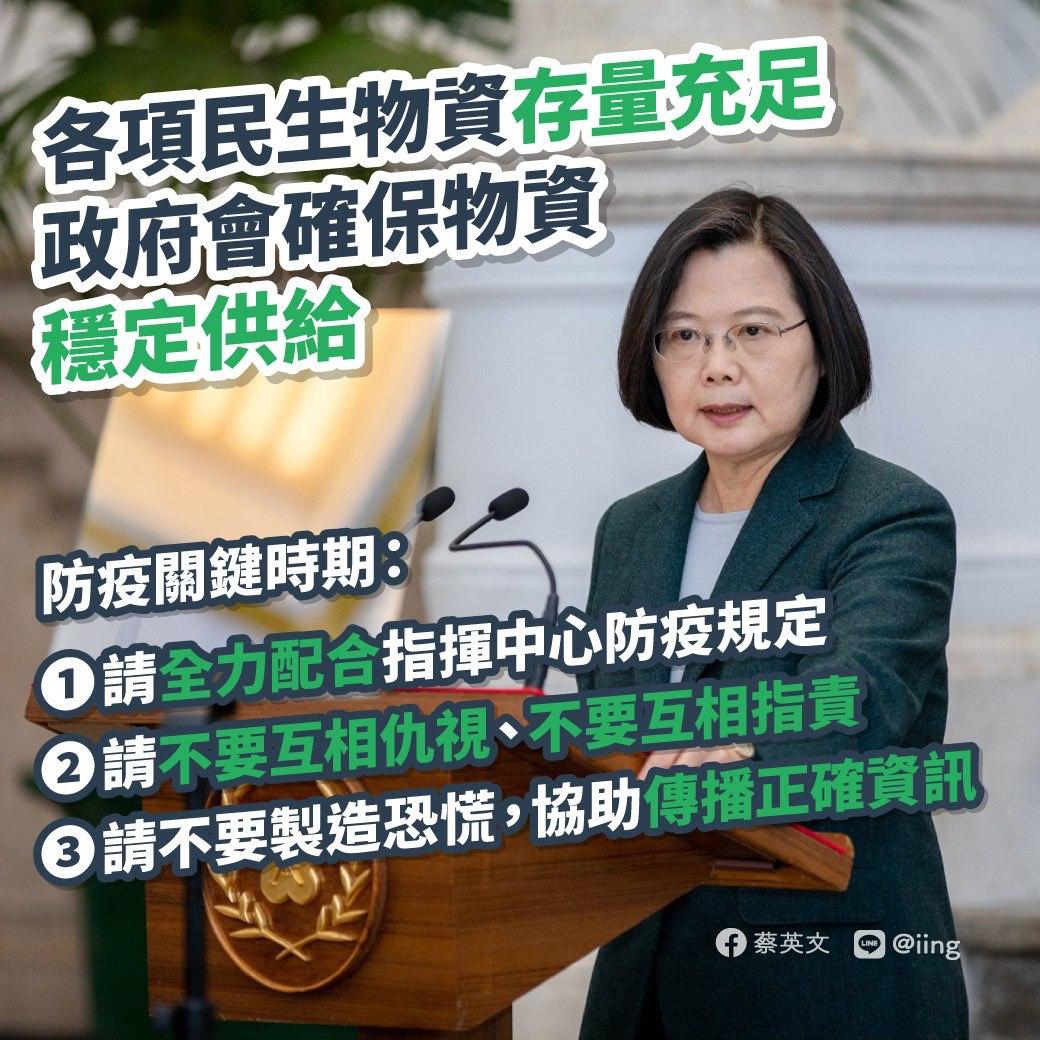 各項民生物資存量充足
政府會確保物資
穩定供給
防疫關鍵時期：
❶請全力配合指揮中心防疫規定
❷請不要互相仇視、不要互相指責
❸請不要製造恐慌，協助傳播正確資訊
蔡英文 LINE @iing